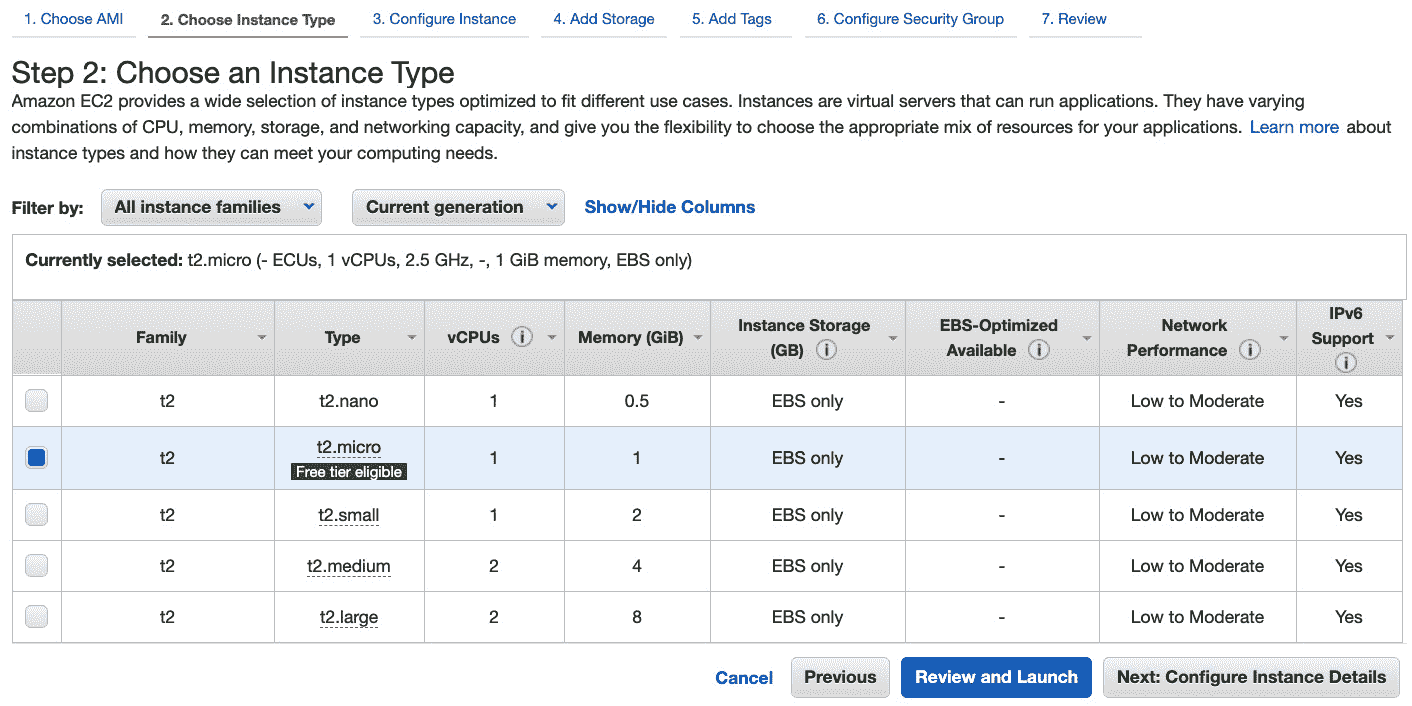 1. Choose AMI 2. Choose Instance Type 3. Configure Instance 4. Add Storage 5. Add Tags 6. Configure Security Group 7. Review
Step 2: Choose an Instance Type
Amazon EC2 provides a wide selection of instance types optimized to fit different use cases. Instances are virtual servers that can run applications. They have varying
combinations of CPU, memory, storage, and networking capacity, and give you the flexibility to choose the appropriate mix of resources for your applications. Learn more about
instance types and how they can meet your computing needs.
Filter by: All instance families Current generation Show/Hide Columns
Currently selected: t2.micro (- ECUs, 1 vCPUs, 2.5 GHz, -, 1 GiB memory, EBS only)
Family Type vCPUs i Memory (GiB) Instance Storage (GB) i EBS-Optimized Available i Network Performance i IPv6 Support i
t2 t2.nano 1 0.5 EBS only - Low to Moderate Yes
t2 t2.micro Free tier eligible 1 1 EBS only - Low to Moderate Yes
t2 t2.small 1 2 EBS only - Low to Moderate Yes
t2 t2.medium 2 4 EBS only - Low to Moderate Yes
t2 t2.large 2 8 EBS only - Low to Moderate Yes
Cancel Previous Review and Launch Next: Configure Instance Details